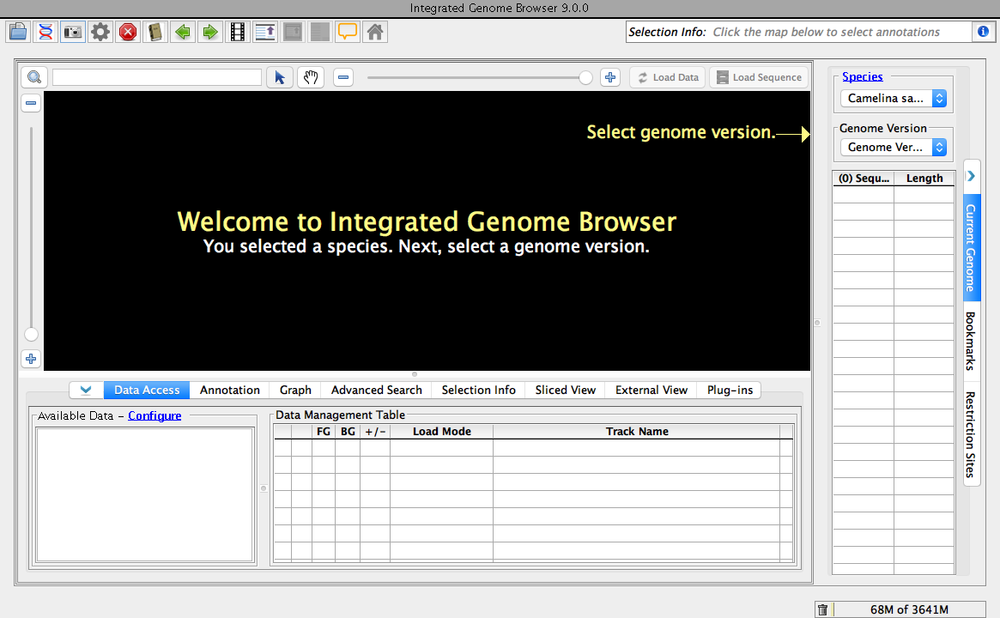 Integrated Genome Browser 9.0.0
Selection Info: Click the map below to select annotations
Load Data
Load Sequence
Species
Camelina sa...
Select genome version.
Genome Version
Genome Ver...
(0) Sequ... Length
Welcome to Integrated Genome Browser
You selected a species. Next, select a genome version.
Current Genome
Bookmarks
Restriction Sites
Data Access Annotation Graph Advanced Search Selection Info Sliced View External View Plug-ins
Available Data - Configure
Data Management Table
FG BG +/- Load Mode Track Name
68M of 3641M